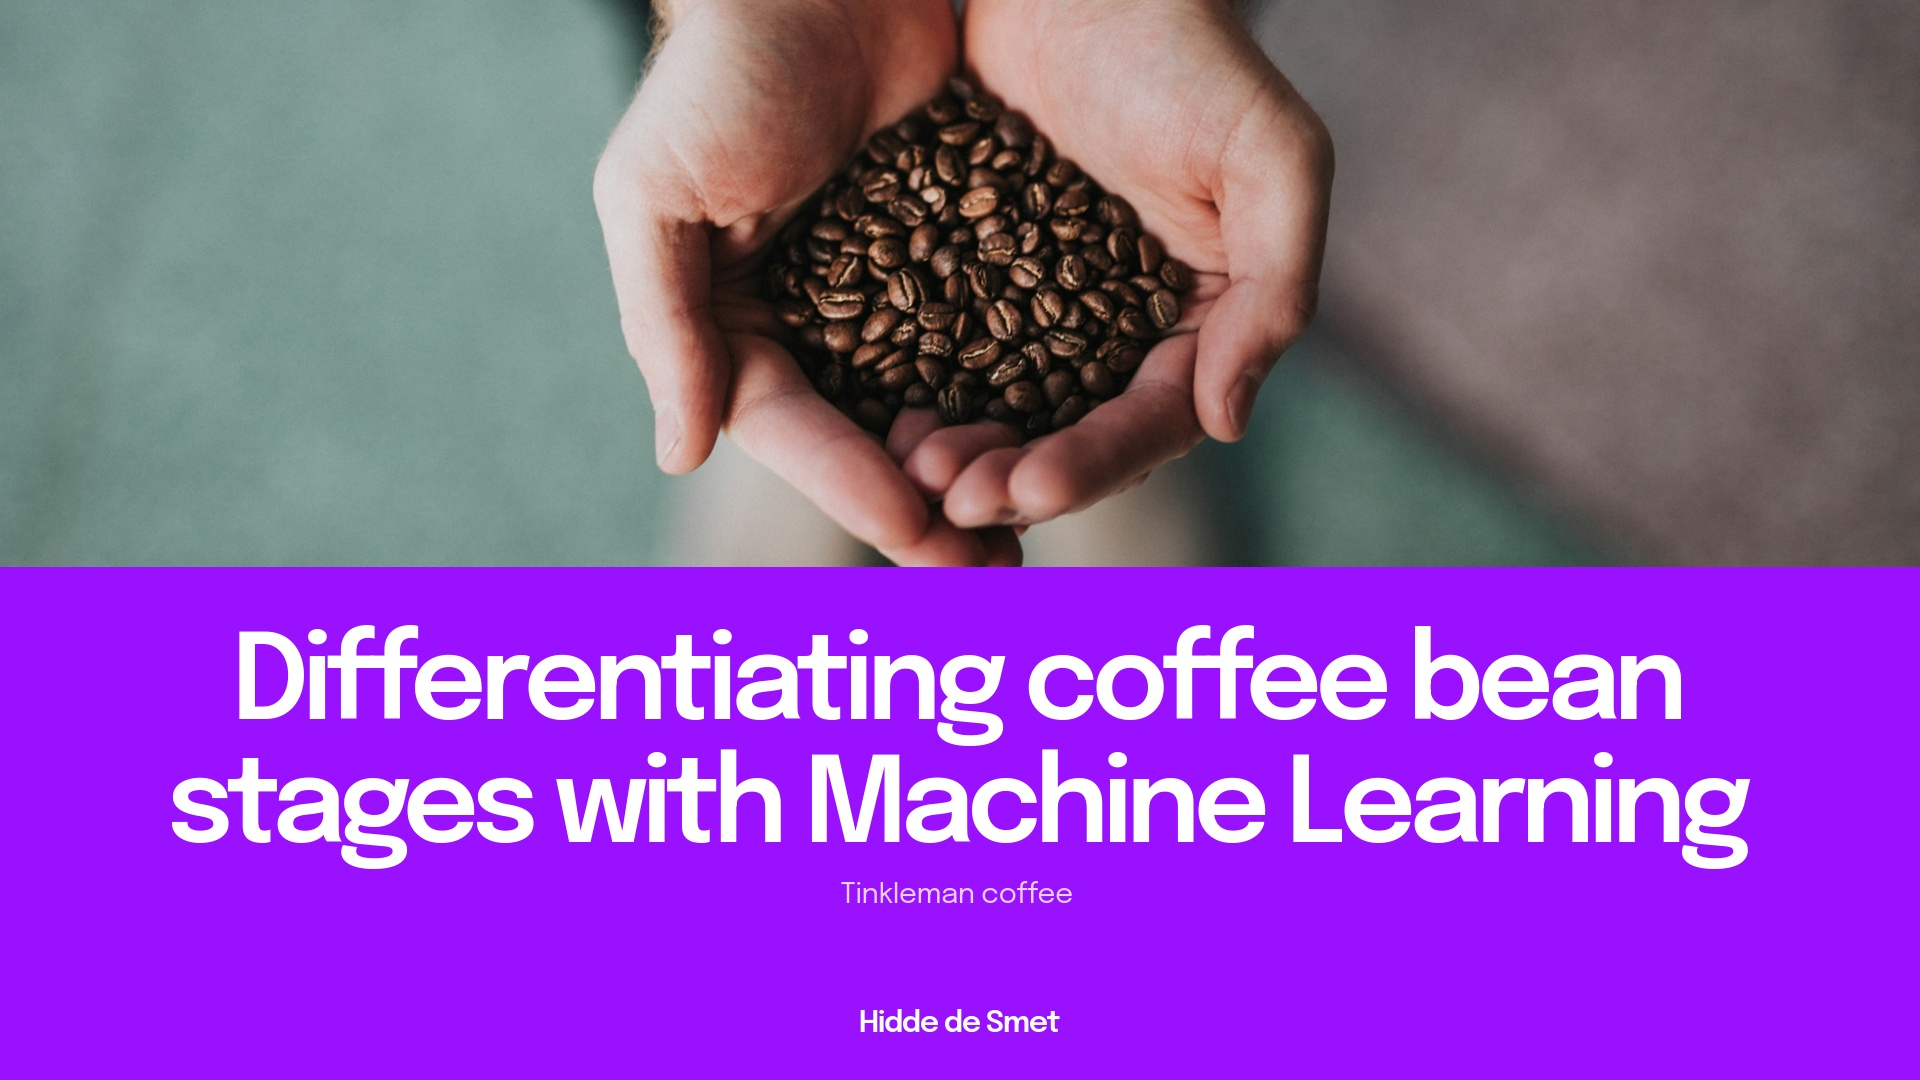 Differentiating coffee bean
stages with Machine Learning
Tinkleman coffee
Hidde de Smet